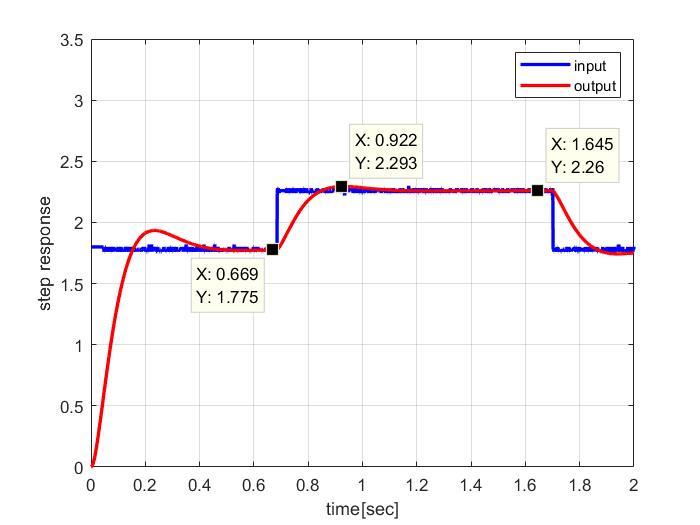 3.5
input
output
3
X: 0.922
Y: 2.293
X: 1.645
Y: 2.26
2.5
2
step response
X: 0.669
Y: 1.775
1.5
1
0.5
0
0 0.2 0.4 0.6 0.8 1 1.2 1.4 1.6 1.8 2
time[sec]